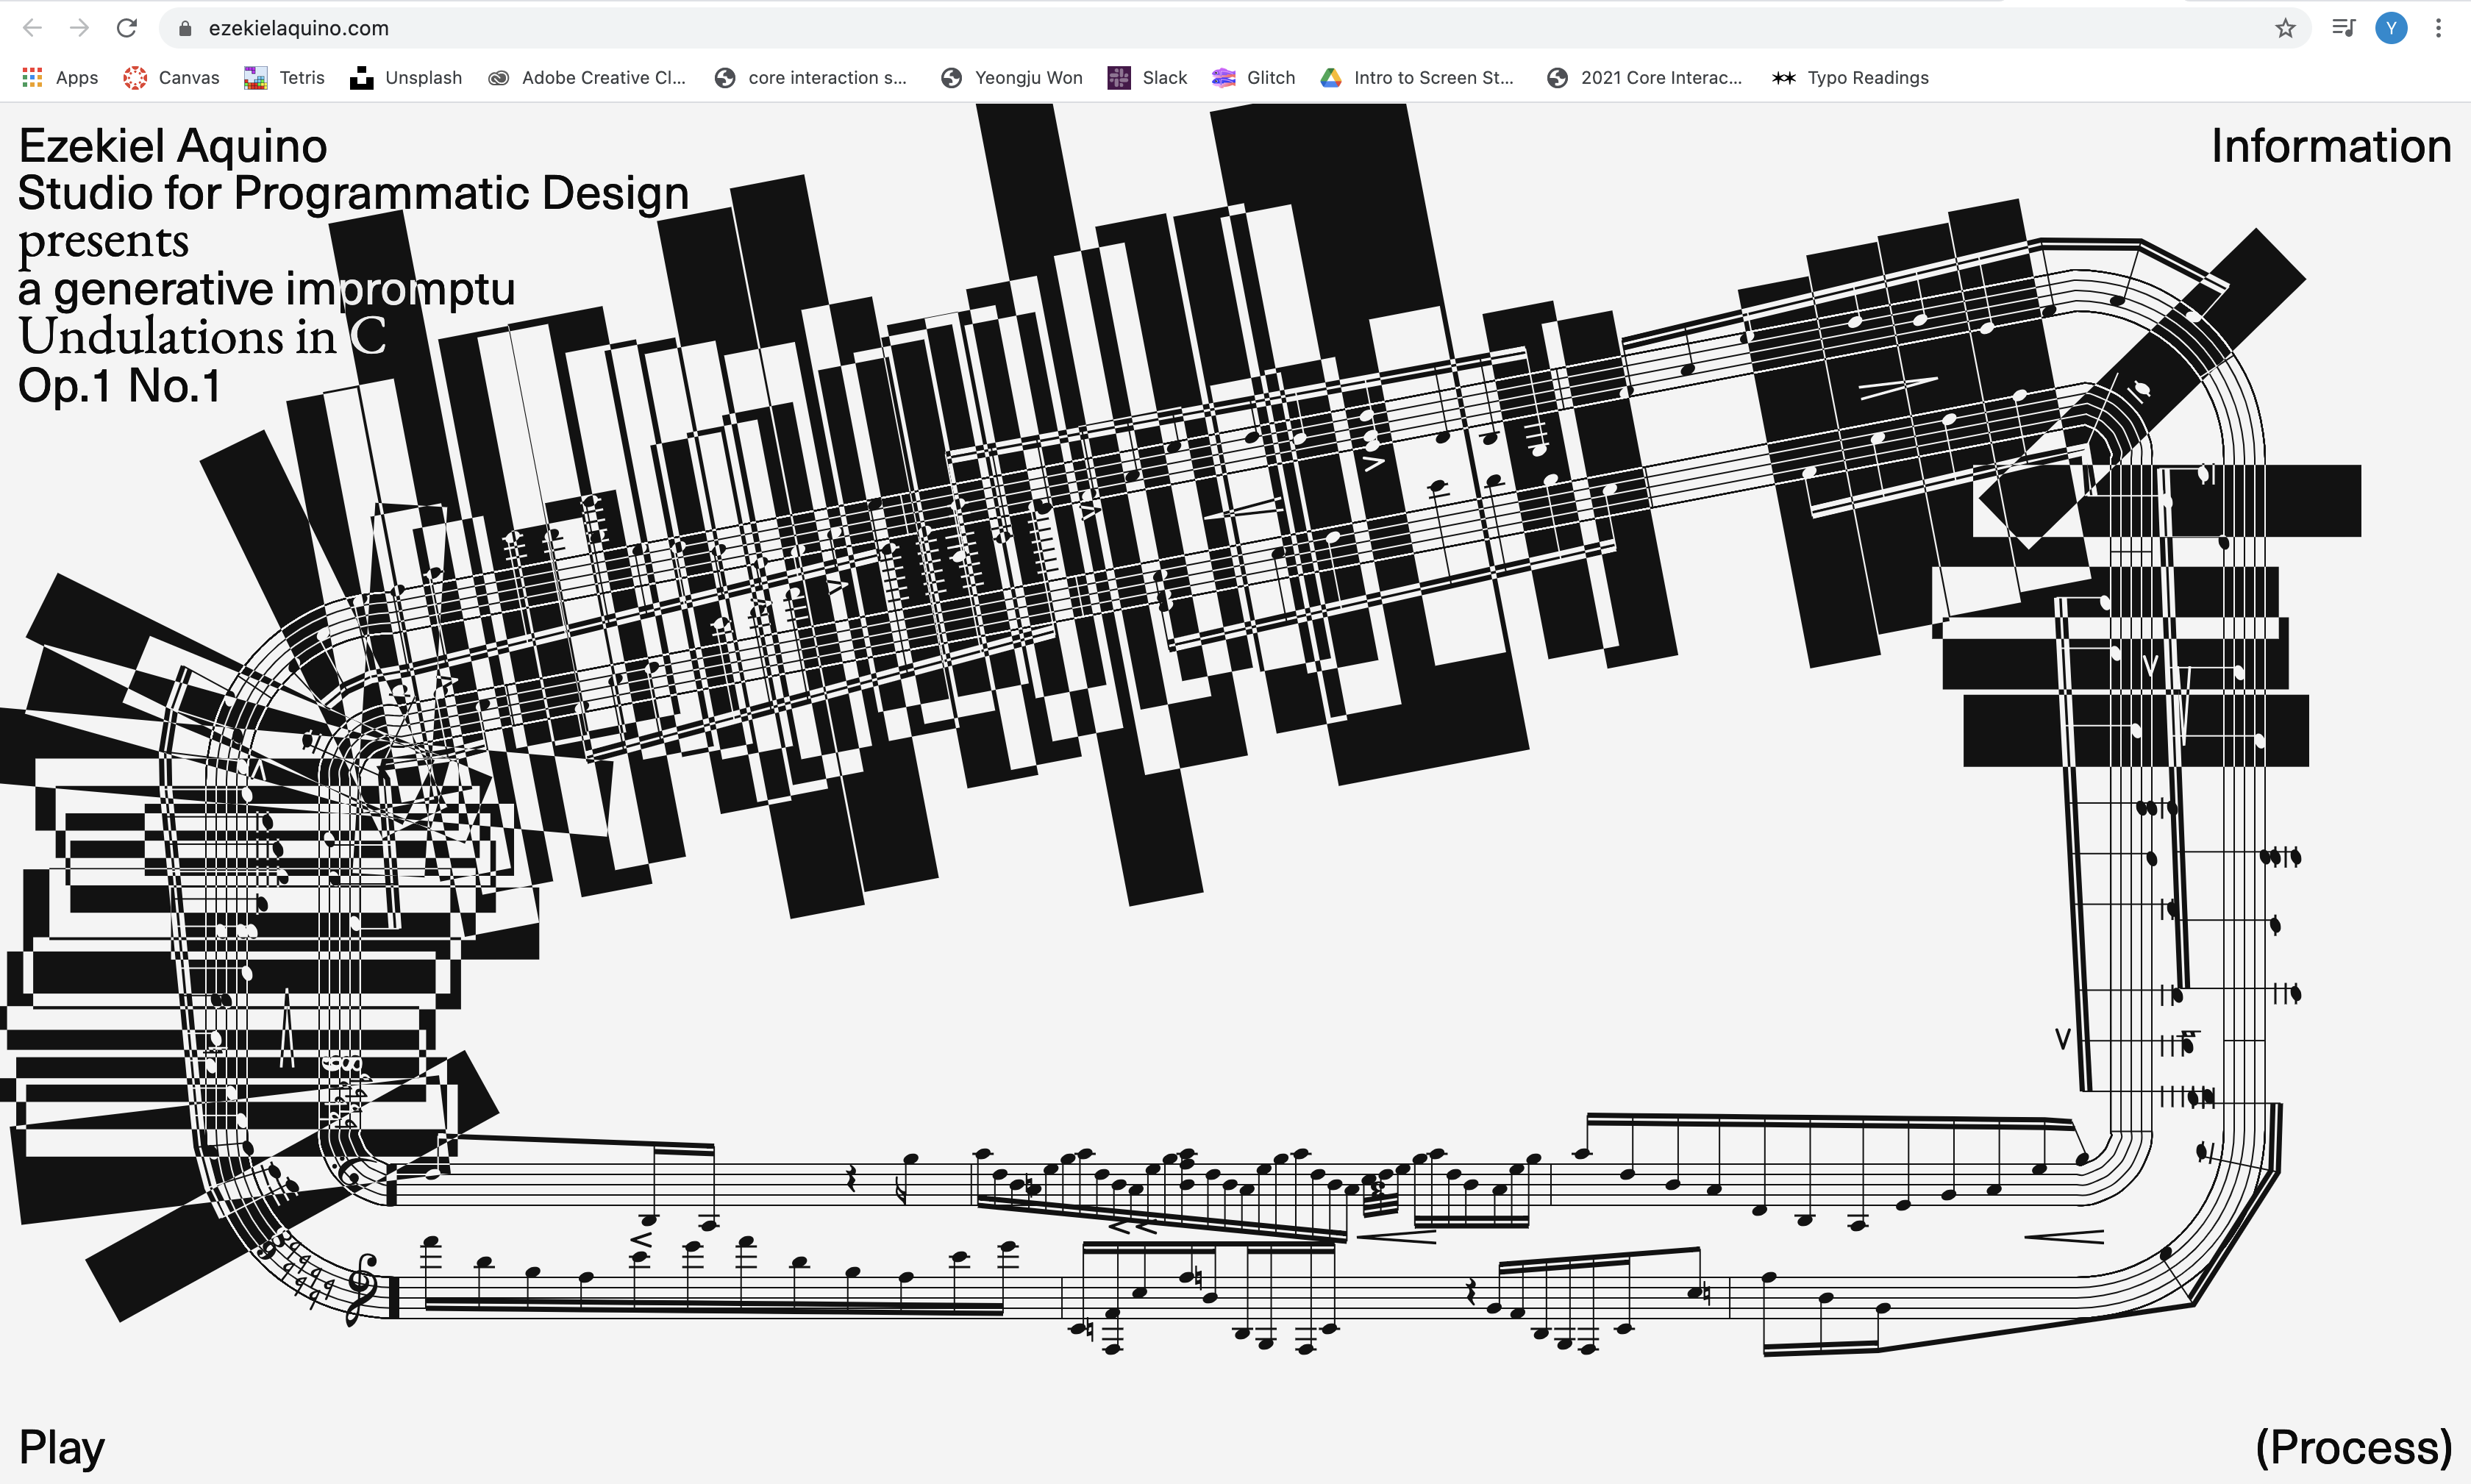 ezekielaquino.com
Apps Canvas Tetris Unsplash Adobe Creative Cl... core interaction s... Yeongju Won Slack Glitch Intro to Screen St... 2021 Core Interac... Typo Readings
Y
Ezekiel Aquino
Studio for Programmatic Design
presents
a generative impromptu
Undulations in C
Op.1 No.1
Information
Play
(Process)